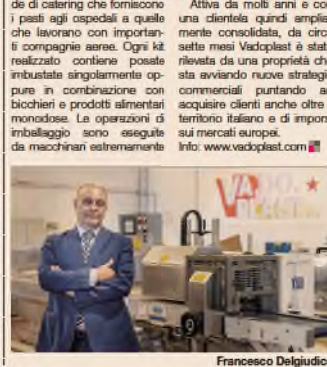 de di catering che forniscono
i pasti agli ospedali a quelle
che lavorano con importan-
ti compagnie aeree. Ogni kit
realizzato contiene posate
imbustate singolarmente op-
pure in combinazione con
bicchieri e prodotti alimentari
monodose. Le operazioni di
imballaggio sono eseguite
da macchinari estremamente
Attiva da molti anni e co
una clientela quindi amplia
mente consolidata, da circ
sette mesi Vadoplast è stat
rilevata da una proprietà ch
sta avviando nuove strategi
commerciali puntando a
acquisire clienti anche oltre
territorio italiano e di impors
sui mercati europei.
Info: www.vadoplast.com
VADO
PLAST
Francesco Delgiudic